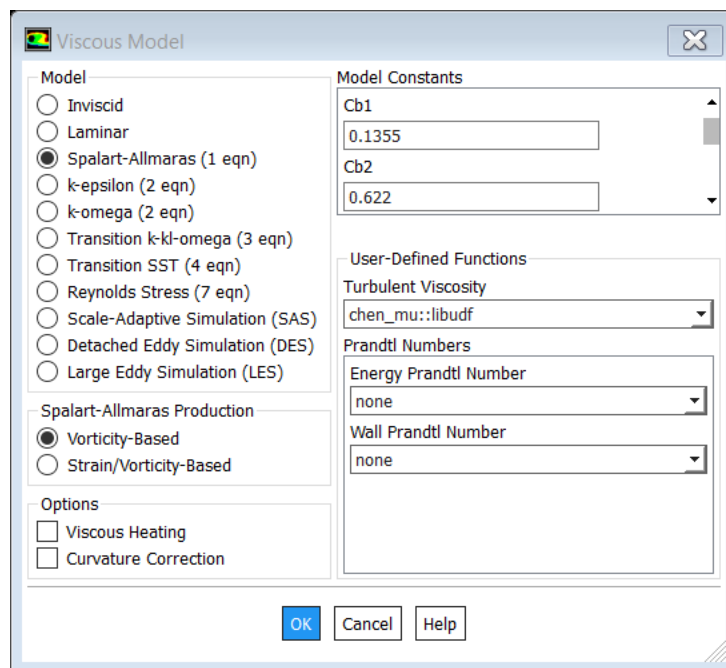 Viscous Model
Model
Inviscid
Laminar
Spalart-Allmaras (1 eqn)
k-epsilon (2 eqn)
k-omega (2 eqn)
Transition k-kl-omega (3 eqn)
Transition SST (4 eqn)
Reynolds Stress (7 eqn)
Scale-Adaptive Simulation (SAS)
Detached Eddy Simulation (DES)
Large Eddy Simulation (LES)
Spalart-Allmaras Production
Vorticity-Based
Strain/Vorticity-Based
Options
Viscous Heating
Curvature Correction
Model Constants
Cb1
0.1355
Cb2
0.622
User-Defined Functions
Turbulent Viscosity
chen_mu::libudf
Prandtl Numbers
Energy Prandtl Number
none
Wall Prandtl Number
none
OK Cancel Help